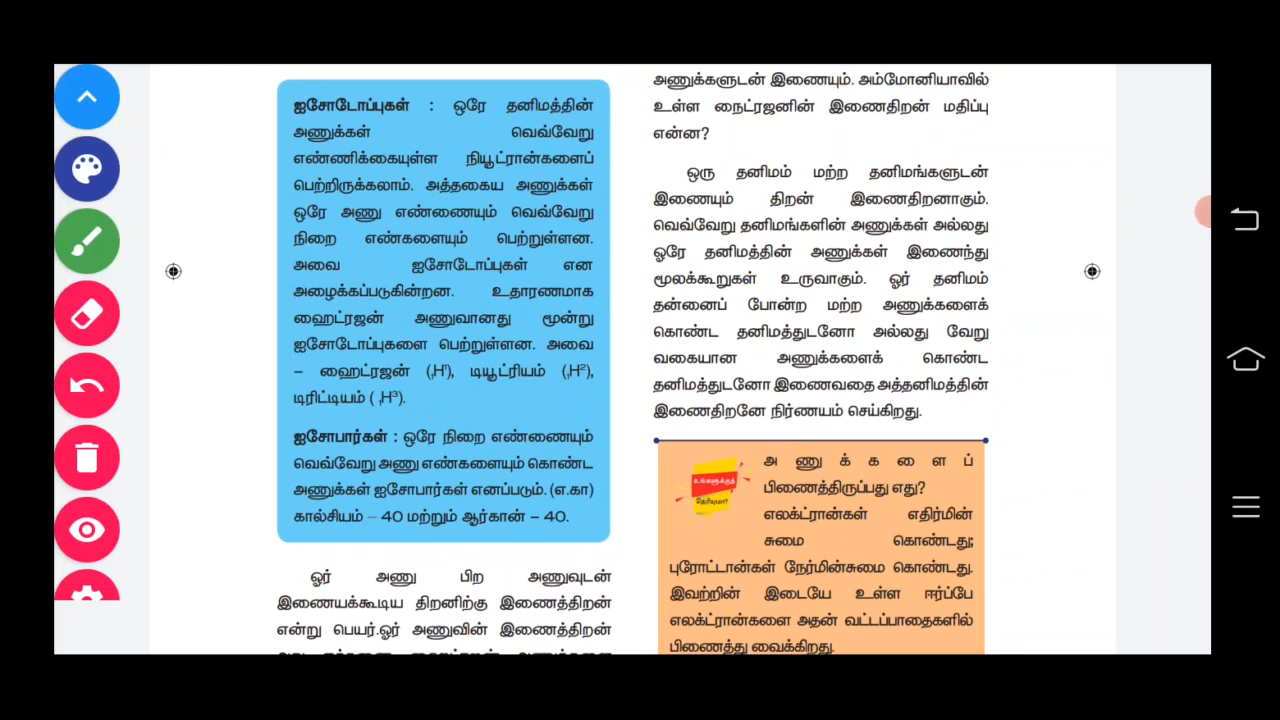 ஐசோடோப்புகள் : ஒரே தனிமத்தின்
அணுக்கள் வெவ்வேறு
எண்ணிக்கையுள்ள நியூட்ரான்களைப்
பெற்றிருக்கலாம். அத்தகைய அணுக்கள்
ஒரே அணு எண்ணையும் வெவ்வேறு
நிறை எண்களையும் பெற்றுள்ளன.
அவை ஐசோடோப்புகள் என
அழைக்கப்படுகின்றன. உதாரணமாக
ஹைட்ரஜன் அணுவானது மூன்று
ஐசோடோப்புகளை பெற்றுள்ளன. அவை
– ஹைட்ரஜன் (₁H¹), டியூட்ரியம் (₁H²),
டிரிட்டியம் ( ₁H³).
ஐசோபார்கள் : ஒரே நிறை எண்ணையும்
வெவ்வேறு அணு எண்களையும் கொண்ட
அணுக்கள் ஐசோபார்கள் எனப்படும். (எ.கா)
கால்சியம் – 40 மற்றும் ஆர்கான் – 40.
ஓர் அணு பிற அணுவுடன்
இணையக்கூடிய திறனிற்கு இணைத்திறன்
என்று பெயர்.ஓர் அணுவின் இணைத்திறன்
அணுக்களுடன் இணையும். அம்மோனியாவில்
உள்ள நைட்ரஜனின் இணைதிறன் மதிப்பு
என்ன?
ஒரு தனிமம் மற்ற தனிமங்களுடன்
இணையும் திறன் இணைதிறனாகும்.
வெவ்வேறு தனிமங்களின் அணுக்கள் அல்லது
ஒரே தனிமத்தின் அணுக்கள் இணைந்து
மூலக்கூறுகள் உருவாகும். ஓர் தனிமம்
தன்னைப் போன்ற மற்ற அணுக்களைக்
கொண்ட தனிமத்துடனோ அல்லது வேறு
வகையான அணுக்களைக் கொண்ட
தனிமத்துடனோ இணைவதை அத்தனிமத்தின்
இணைதிறனே நிர்ணயம் செய்கிறது.
உங்களுக்குத்
தெரியுமா?
அ ணு க் க ளை ப்
பிணைத்திருப்பது எது?
எலக்ட்ரான்கள் எதிர்மின்
சுமை கொண்டது;
புரோட்டான்கள் நேர்மின்சுமை கொண்டது.
இவற்றின் இடையே உள்ள ஈர்ப்பே
எலக்ட்ரான்களை அதன் வட்டப்பாதைகளில்
பிணைத்து வைக்கிறது.